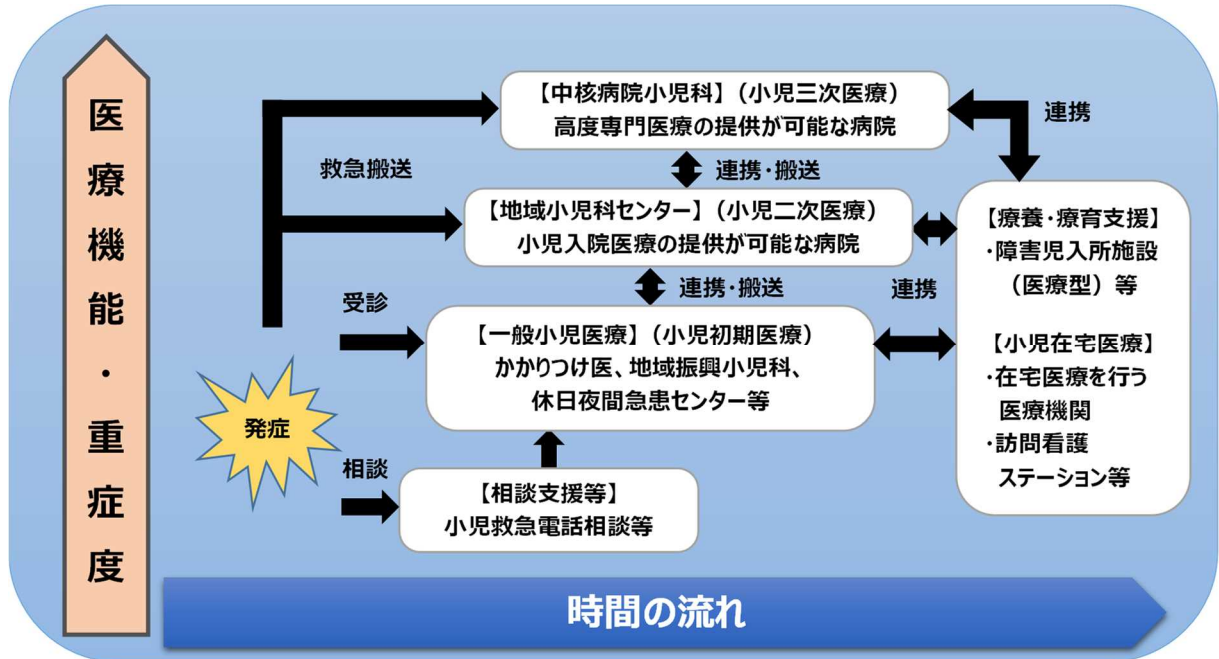 医療機能・重症度
【中核病院小児科】（小児三次医療）
高度専門医療の提供が可能な病院
連携
救急搬送
連携・搬送
【地域小児科センター】（小児二次医療）
小児入院医療の提供が可能な病院
連携・搬送
連携
受診
【一般小児医療】（小児初期医療）
かかりつけ医、地域振興小児科、
休日夜間急患センター等
発症
相談
【相談支援等】
小児救急電話相談等
【療養・療育支援】
・障害児入所施設
（医療型）等
【小児在宅医療】
・在宅医療を行う
医療機関
・訪問看護
ステーション等
時間の流れ